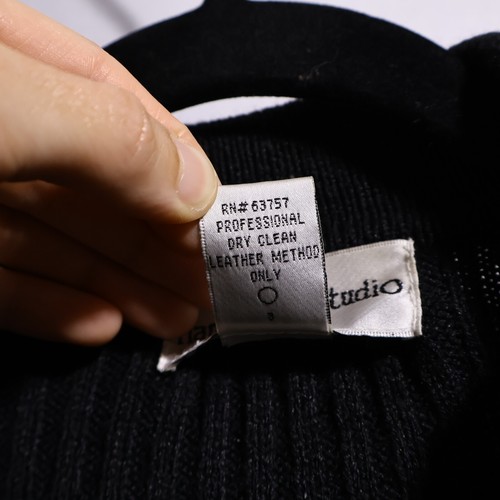 RN# 63757
PROFESSIONAL
DRY CLEAN
LEATHER METHOD
ONLY
tudio